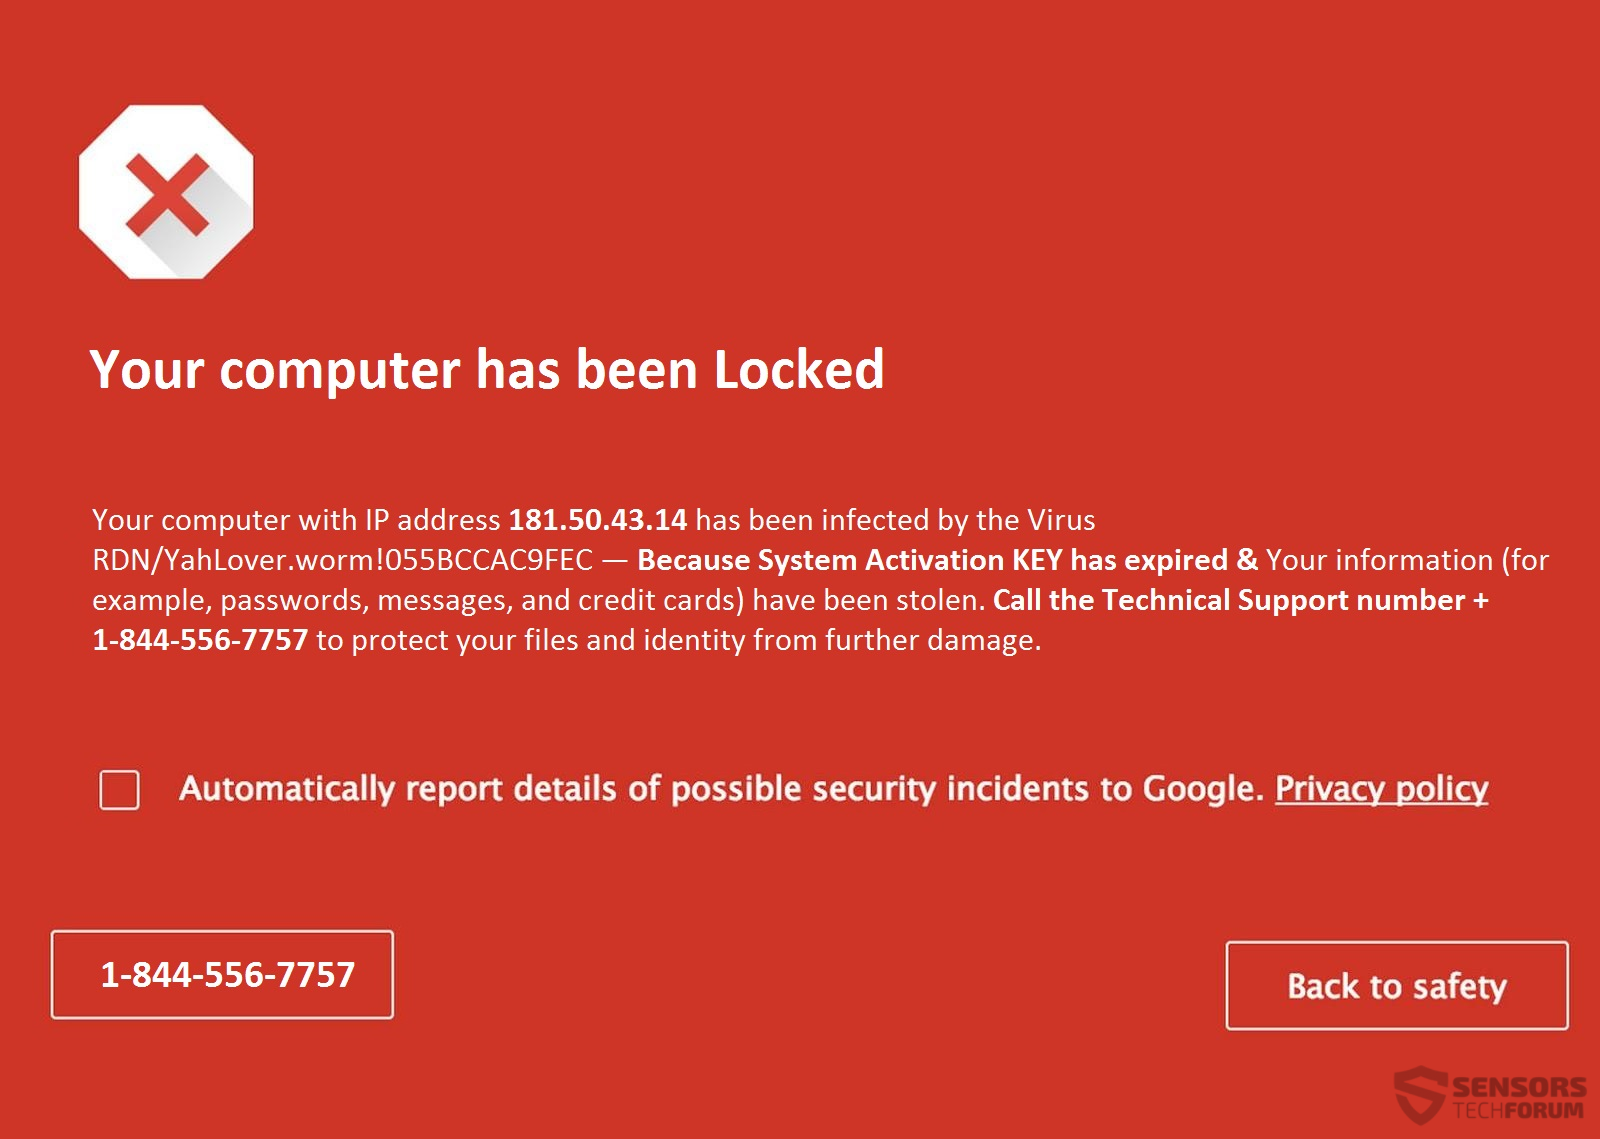 Your computer has been Locked
Your computer with IP address 181.50.43.14 has been infected by the Virus
RDN/YahLover.worm!055BCCAC9FEC — Because System Activation KEY has expired & Your information (for
example, passwords, messages, and credit cards) have been stolen. Call the Technical Support number +
1-844-556-7757 to protect your files and identity from further damage.
Automatically report details of possible security incidents to Google. Privacy policy
1-844-556-7757
Back to safety
SENSORS
TECHFORUM